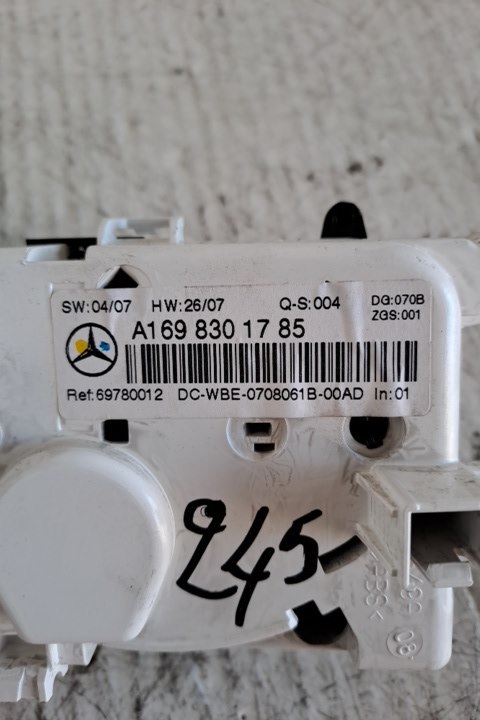 SW:04/07 HW:26/07 Q-S:004 DG:070B
ZGS:001
A169 830 17 85
Ref:69780012 DC-WBE-0708061B-00AD In:01
245